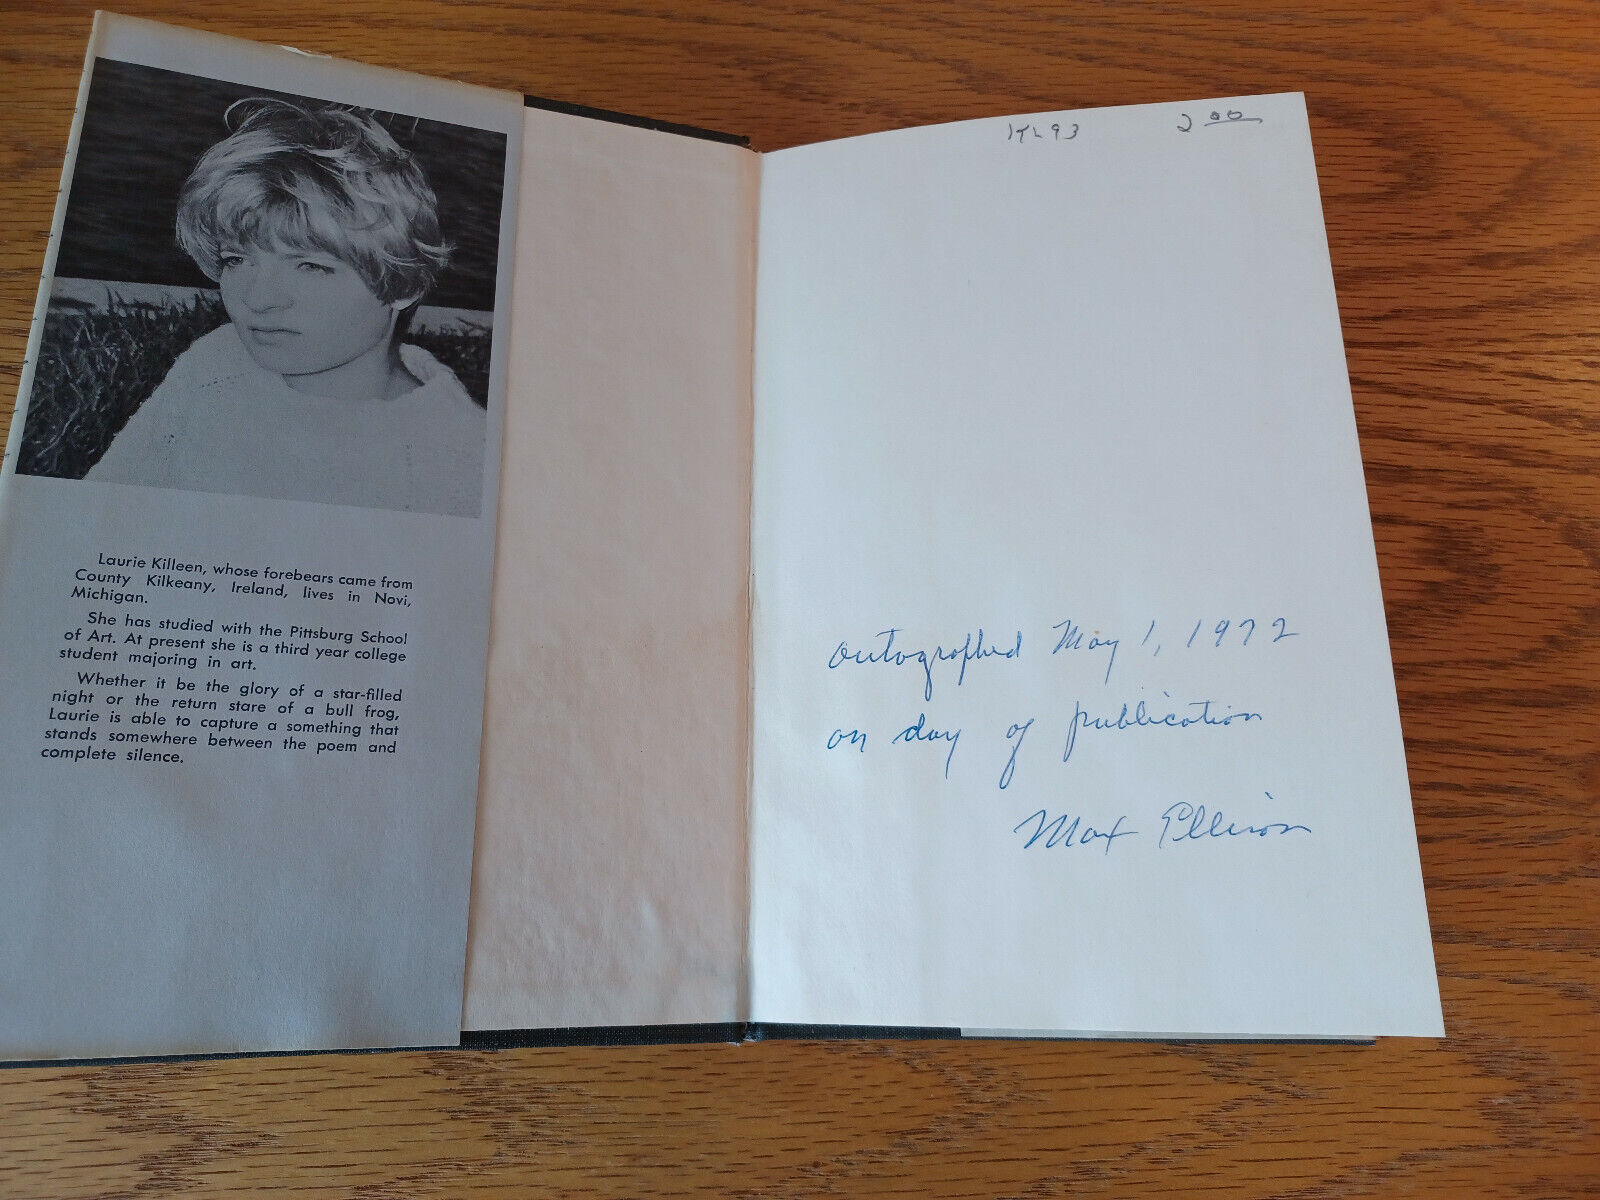 Laurie Killeen, whose forebears came from
County Kilkeany, Ireland, lives in Novi,
Michigan.
She has studied with the Pittsburg School
of Art. At present she is a third year college
student majoring in art.
Whether it be the glory of a star-filled
night or the return stare of a bull frog,
Laurie is able to capture a something that
stands somewhere between the poem and
complete silence.
2 00
autographed May 1, 1972
on day of publication
Max Ellison